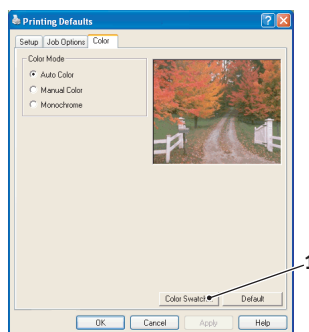 Printing Defaults
Setup Job Options Color
Color Mode
Auto Color
Manual Color
Monochrome
1
Color Swatch... Default
OK Cancel Apply Help